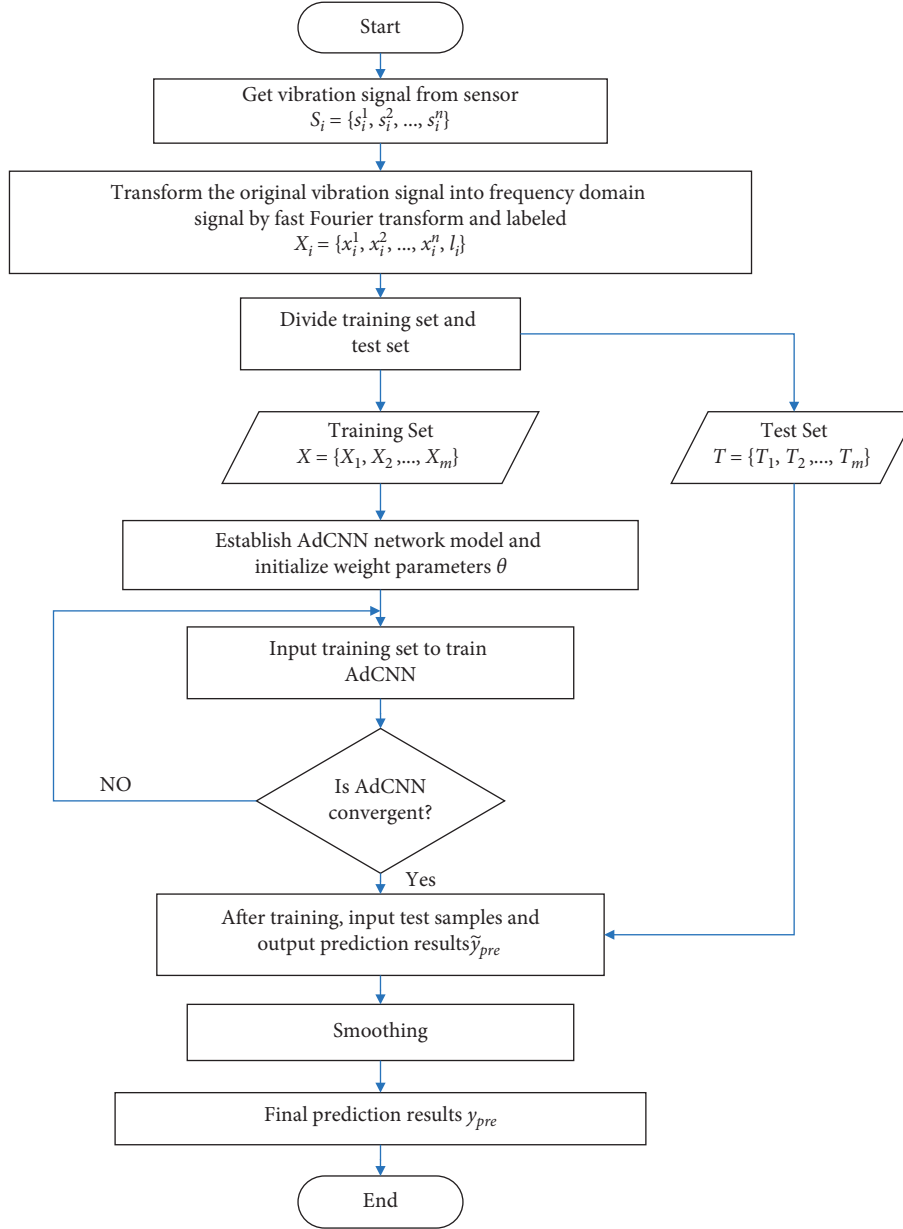 Start
Get vibration signal from sensor
$S_i = \{s_i^1, s_i^2, ..., s_i^n\}$
Transform the original vibration signal into frequency domain
signal by fast Fourier transform and labeled
$X_i = \{x_i^1, x_i^2, ..., x_i^n, l_i\}$
Divide training set and
test set
Training Set
$X = \{X_1, X_2 ,..., X_m\}$
Test Set
$T = \{T_1, T_2 ,..., T_m\}$
Establish AdCNN network model and
initialize weight parameters θ
Input training set to train
AdCNN
Is AdCNN
convergent?
NO
Yes
After training, input test samples and
output prediction results $\tilde{y}_{pre}$
Smoothing
Final prediction results $y_{pre}$
End